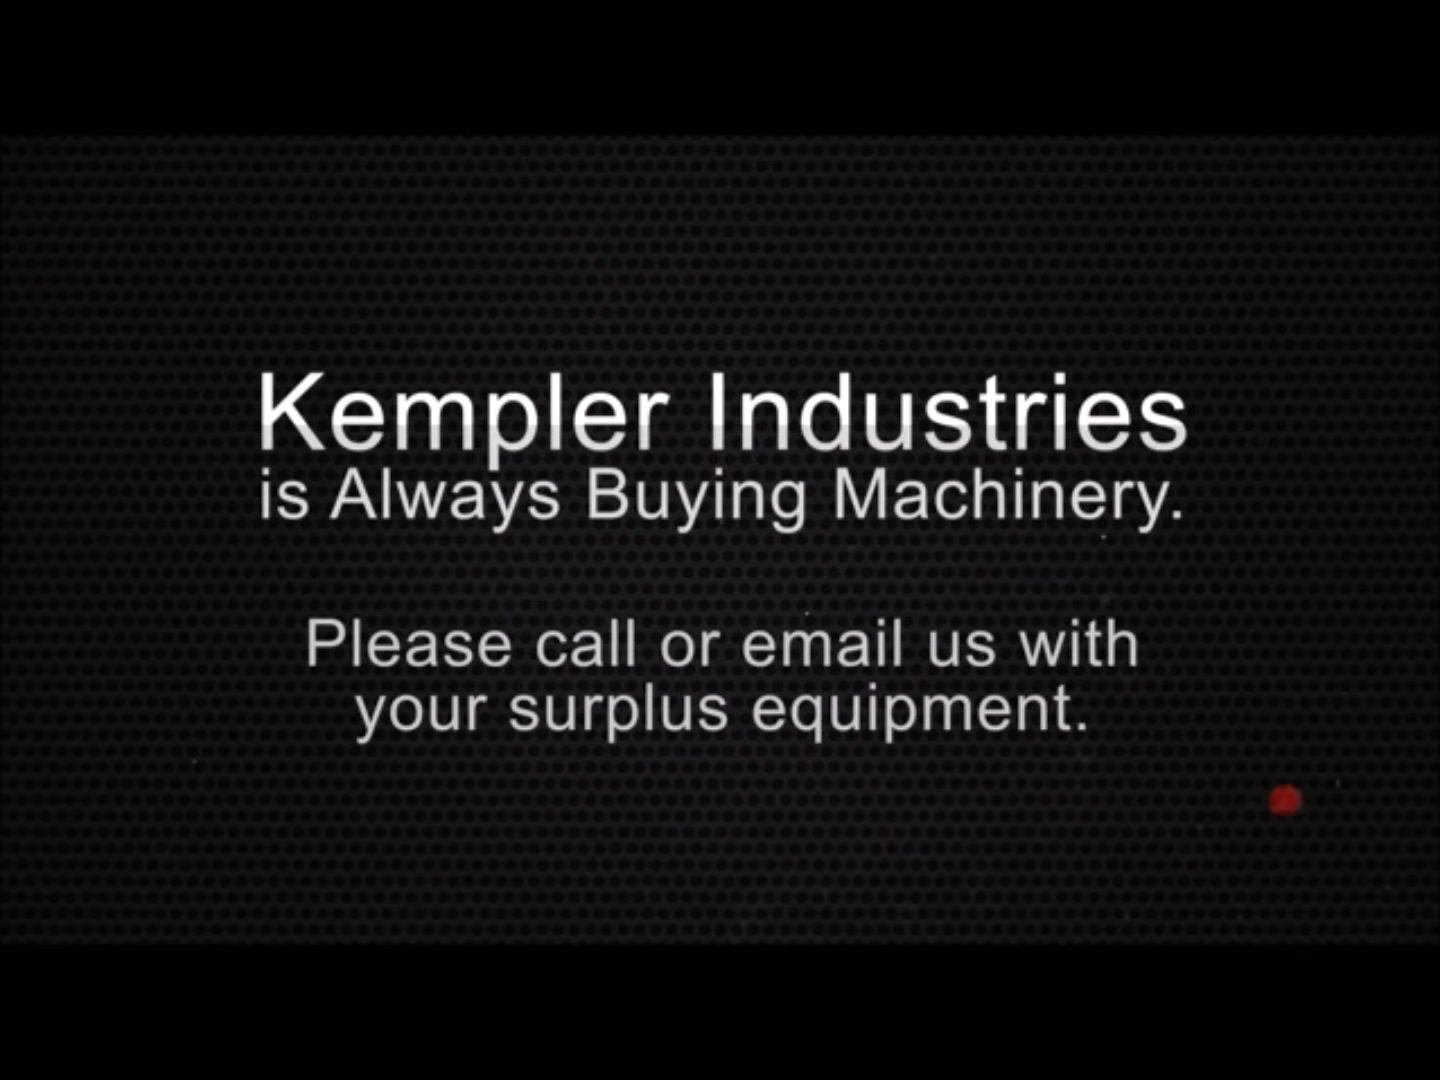 Kempler Industries
is Always Buying Machinery.
Please call or email us with
your surplus equipment.